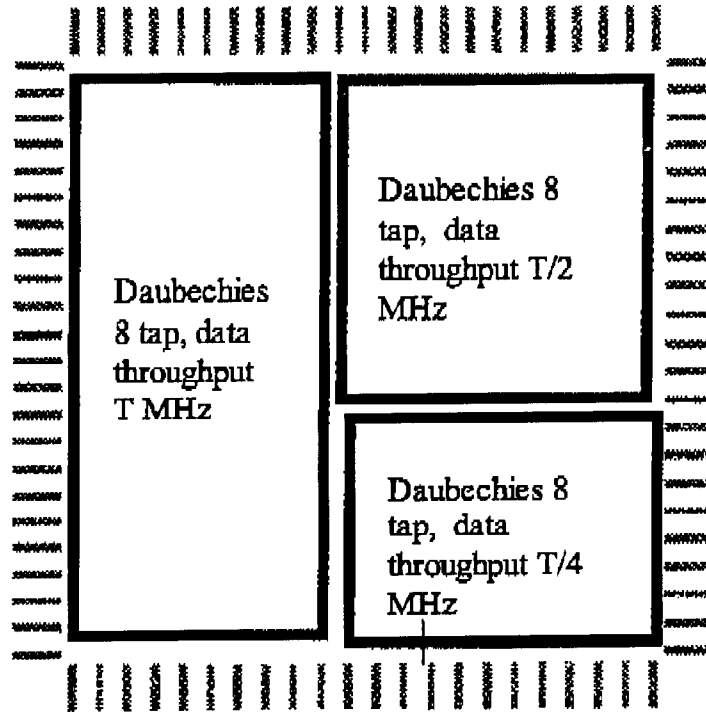 Daubechies
8 tap, data
throughput
T MHz
Daubechies 8
tap, data
throughput T/2
MHz
Daubechies 8
tap, data
throughput T/4
MHz